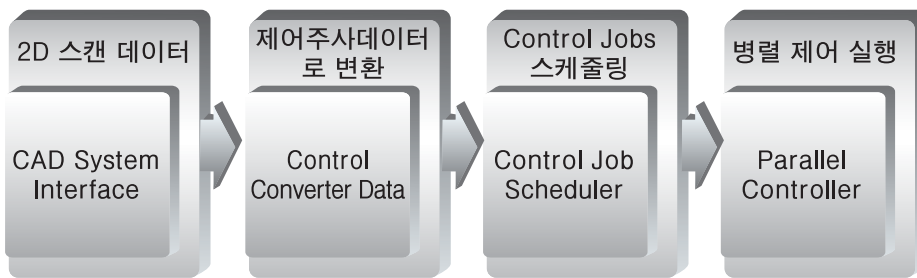 2D 스캔 데이터
CAD System
Interface
제어주사데이터
로 변환
Control
Converter Data
Control Jobs
스케줄링
Control Job
Scheduler
병렬 제어 실행
Parallel
Controller